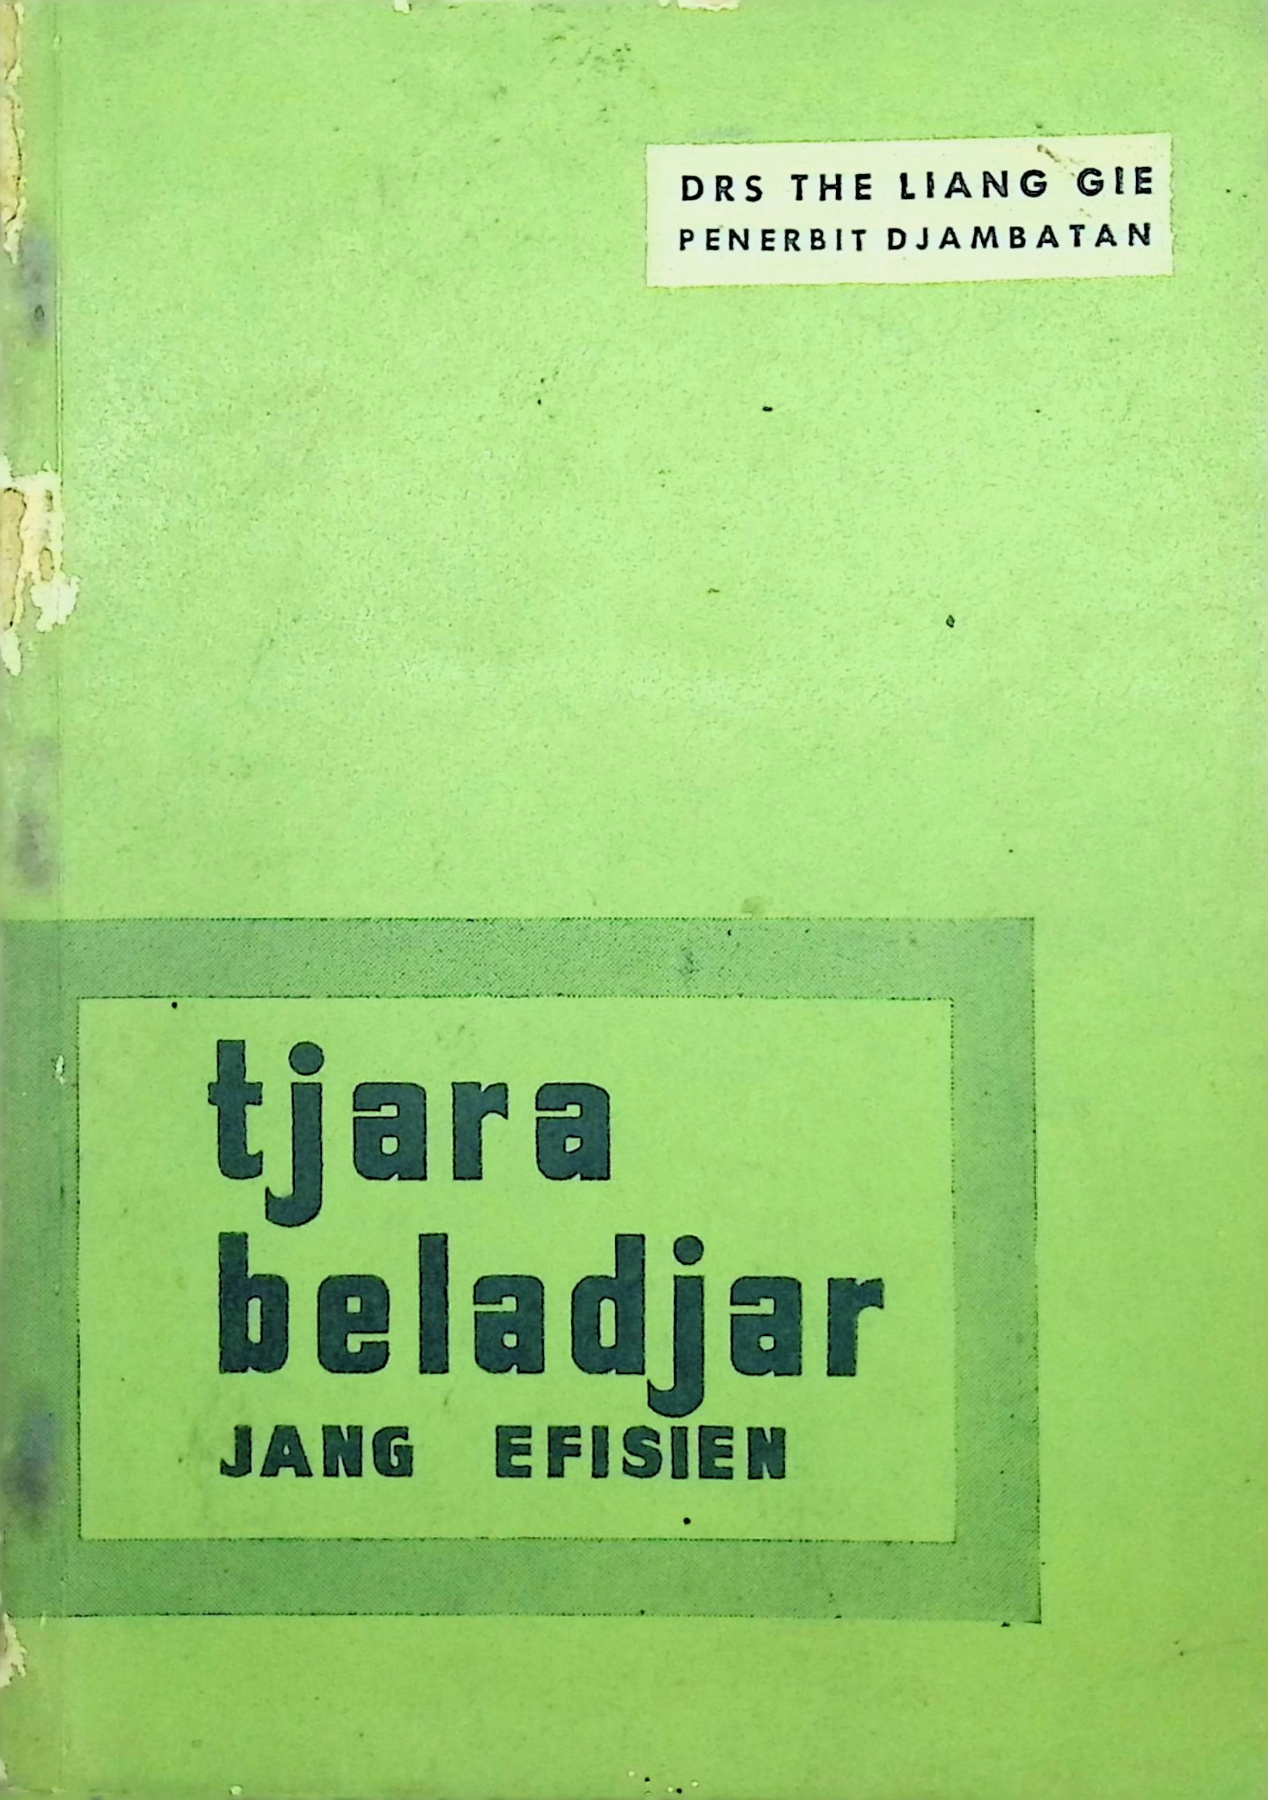 DRS THE LIANG GIE
PENERBIT DJAMBATAN
tjara
beladjar
JANG EFISIEN